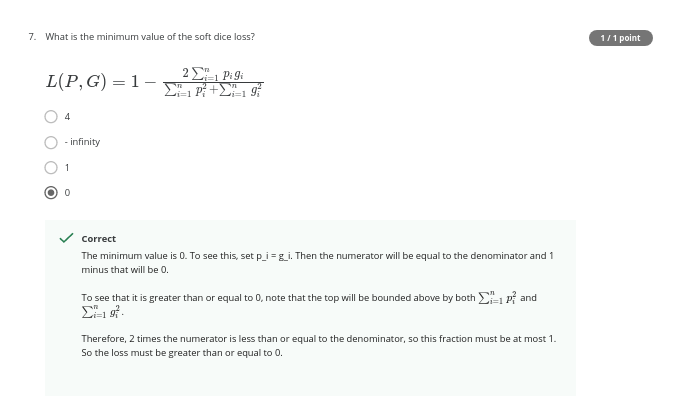 7. What is the minimum value of the soft dice loss?
1 / 1 point
L(P, G) = 1 − \frac{2 \sum_{i=1}^{n} p_i g_i}{\sum_{i=1}^{n} p_i^2 + \sum_{i=1}^{n} g_i^2}
4
- infinity
1
0
Correct
The minimum value is 0. To see this, set p_i = g_i. Then the numerator will be equal to the denominator and 1
minus that will be 0.
To see that it is greater than or equal to 0, note that the top will be bounded above by both \sum_{i=1}^{n} p_i^2 and
\sum_{i=1}^{n} g_i^2 .
Therefore, 2 times the numerator is less than or equal to the denominator, so this fraction must be at most 1.
So the loss must be greater than or equal to 0.